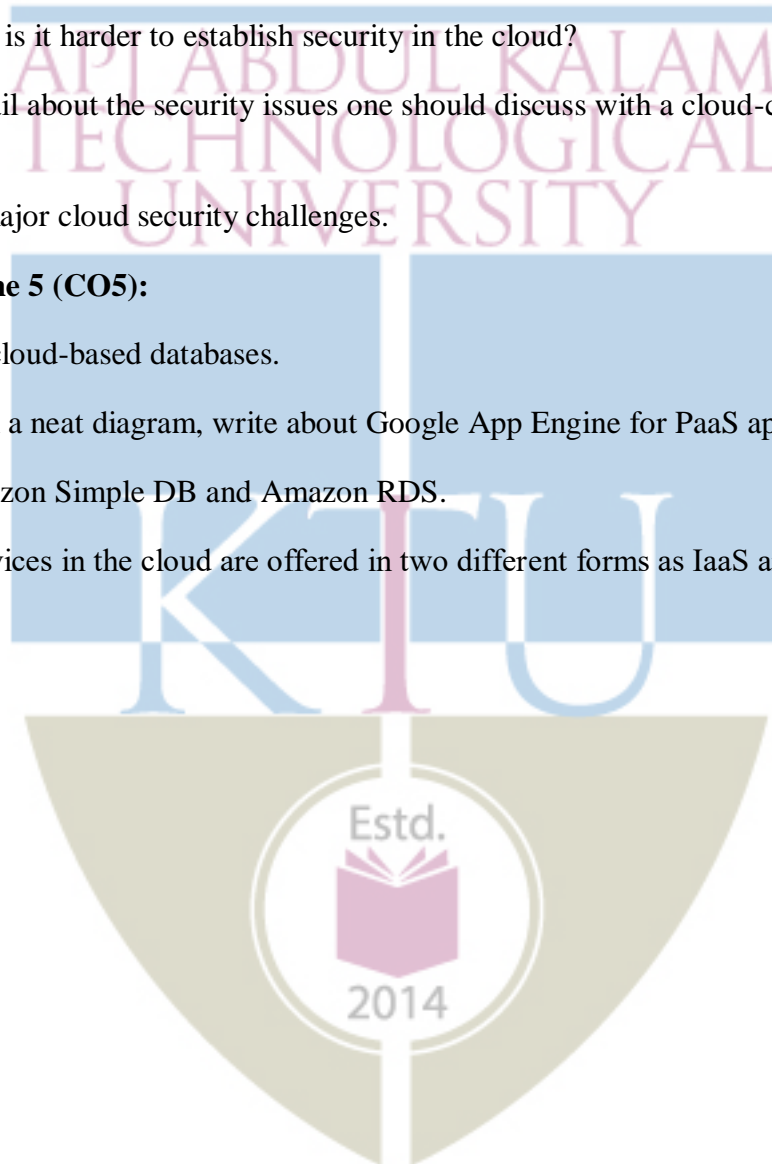 is it harder to establish security in the cloud?
API ABDUL KALAM
il about the security issues one should discuss with a cloud-c
TECHNOLOGICAL
UNIVERSITY
ajor cloud security challenges.
ne 5 (CO5):
cloud-based databases.
a neat diagram, write about Google App Engine for PaaS ap
zon Simple DB and Amazon RDS.
vices in the cloud are offered in two different forms as IaaS a
KTU
Estd.
2014